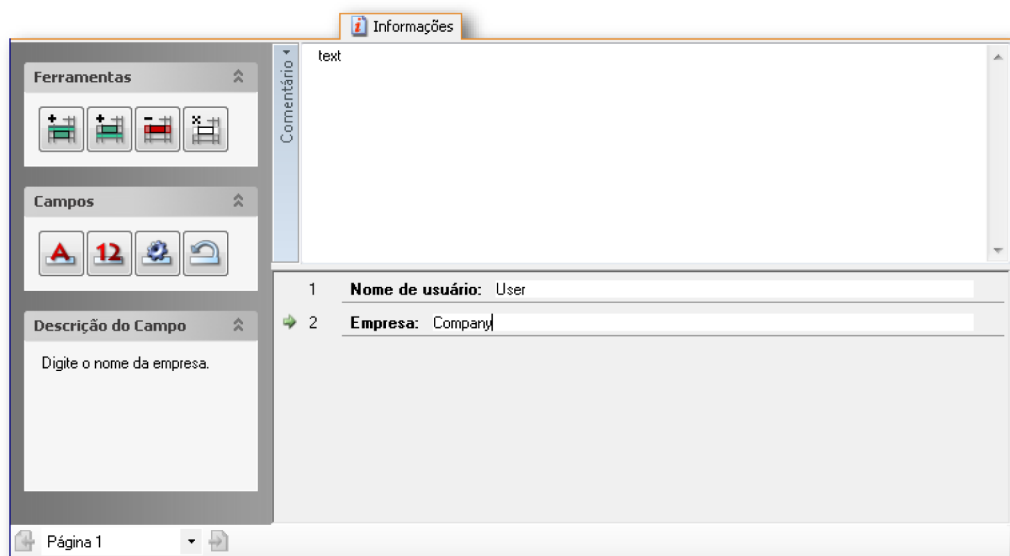 Informações
Ferramentas
Campos
A 12
Descrição do Campo
Digite o nome da empresa.
Comentário
text
1 Nome de usuário: User
2 Empresa: Company
Página 1